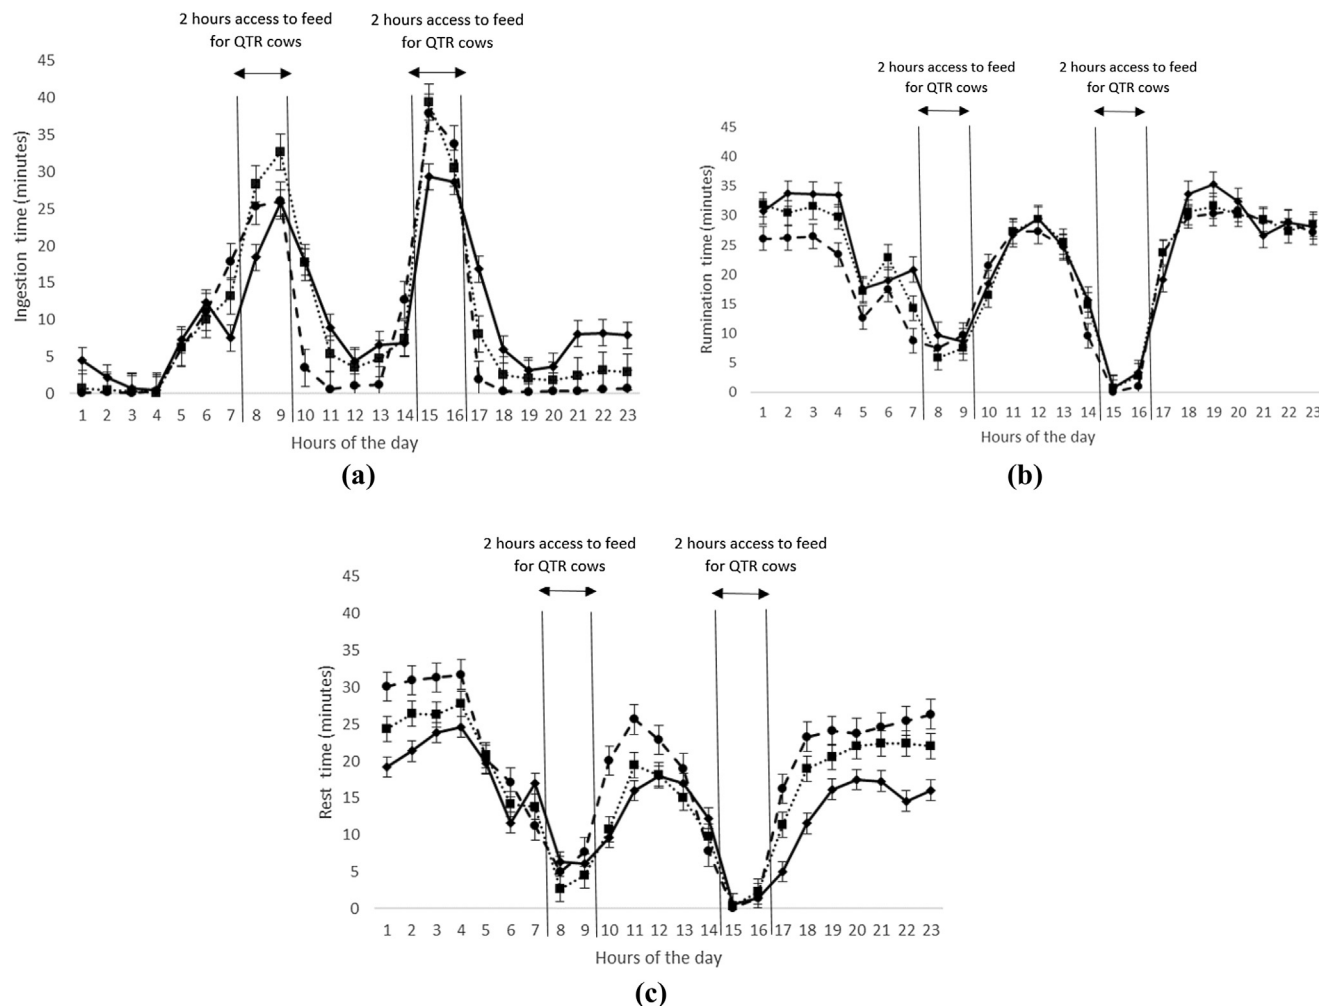 2 hours access to feed
for QTR cows
2 hours access to feed
for QTR cows
Ingestion time (minutes)
45
40
35
30
25
20
15
10
5
0
1 2 3 4 5 6 7 8 9 10 11 12 13 14 15 16 17 18 19 20 21 22 23
Hours of the day
(a)
2 hours access to feed
for QTR cows
2 hours access to feed
for QTR cows
Rumination time (minutes)
45
40
35
30
25
20
15
10
5
0
1 2 3 4 5 6 7 8 9 10 11 12 13 14 15 16 17 18 19 20 21 22 23
Hours of the day
(b)
2 hours access to feed
for QTR cows
2 hours access to feed
for QTR cows
Rest time (minutes)
45
40
35
30
25
20
15
10
5
0
1 2 3 4 5 6 7 8 9 10 11 12 13 14 15 16 17 18 19 20 21 22 23
Hours of the day
(c)